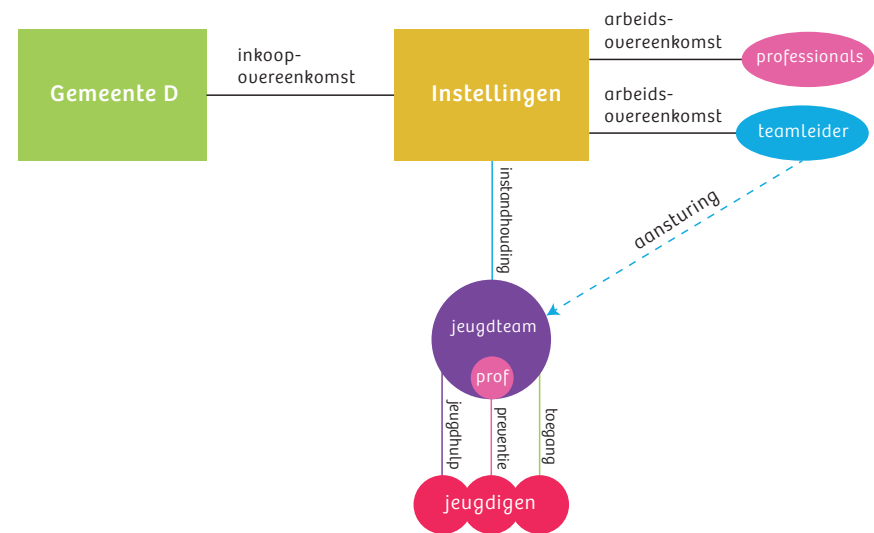 Gemeente D
inkoop-
overeenkomst
Instellingen
arbeids-
overeenkomst
professionals
arbeids-
overeenkomst
teamleider
instandhouding
aansturing
jeugdteam
prof
jeugdhulp
preventie
toegang
jeugdigen